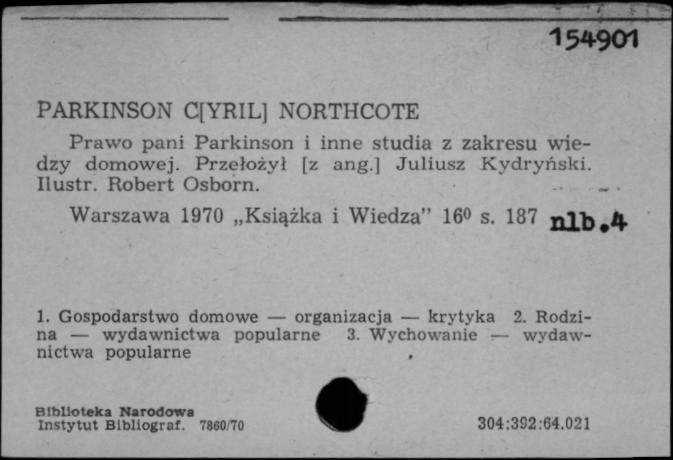 154901
PARKINSON C[YRIL] NORTHCOTE
Prawo pani Parkinson i inne studia z zakresu wie-
dzy domowej. Przełożył [z ang.] Juliusz Kydryński.
Ilustr. Robert Osborn.
Warszawa 1970 „Książka i Wiedza” 16⁰ s. 187 nlb.4
1. Gospodarstwo domowe — organizacja — krytyka 2. Rodzi-
na — wydawnictwa popularne 3. Wychowanie — wydaw-
nictwa popularne
Biblioteka Narodowa
Instytut Bibliograf. 7860/70
304:392:64.021